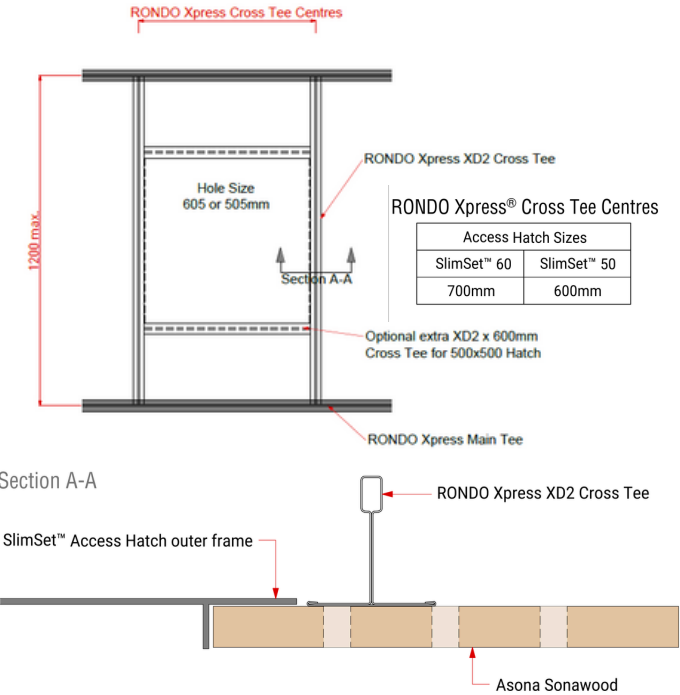 RONDO Xpress Cross Tee Centres
1200 max.
RONDO Xpress XD2 Cross Tee
Hole Size
605 or 505mm
Section A-A
RONDO Xpress® Cross Tee Centres
Access Hatch Sizes
SlimSet™ 60 SlimSet™ 50
700mm 600mm
Optional extra XD2 x 600mm
Cross Tee for 500x500 Hatch
RONDO Xpress Main Tee
Section A-A
RONDO Xpress XD2 Cross Tee
SlimSet™ Access Hatch outer frame
Asona Sonawood